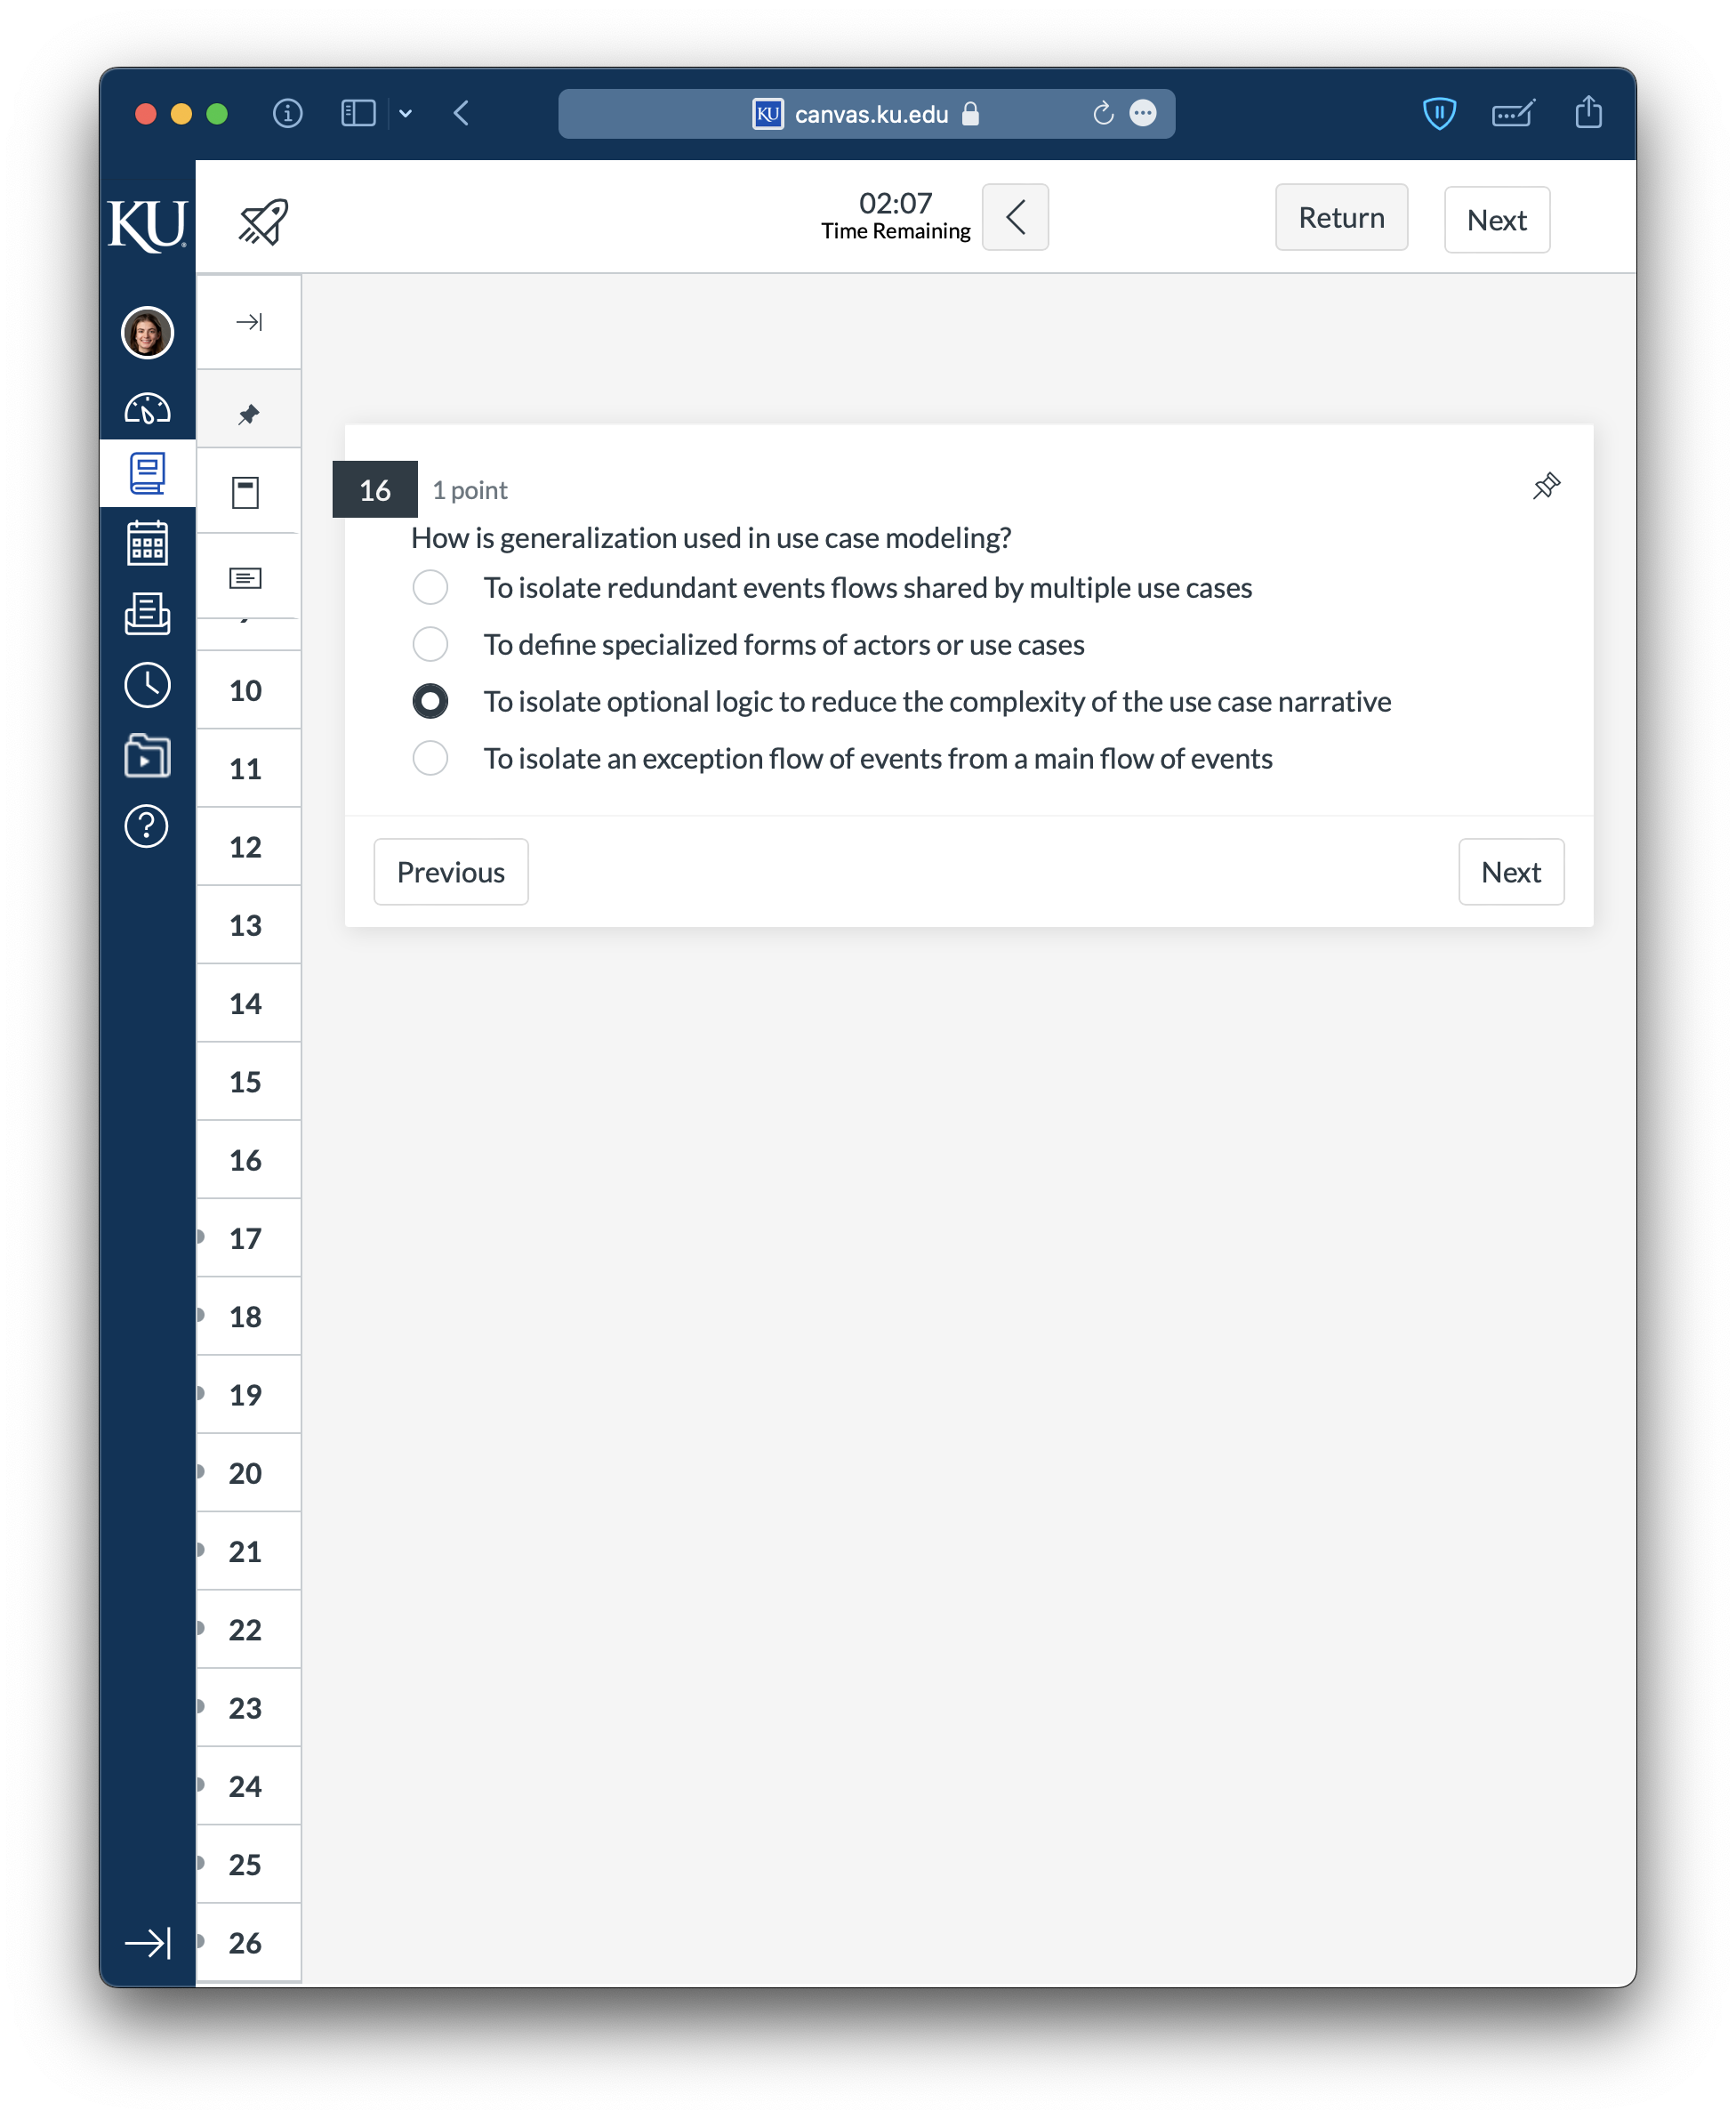 KU canvas.ku.edu
KU
02:07
Time Remaining
Return
Next
16
1 point
How is generalization used in use case modeling?
To isolate redundant events flows shared by multiple use cases
To define specialized forms of actors or use cases
To isolate optional logic to reduce the complexity of the use case narrative
To isolate an exception flow of events from a main flow of events
Previous
Next
10
11
12
13
14
15
16
17
18
19
20
21
22
23
24
25
26